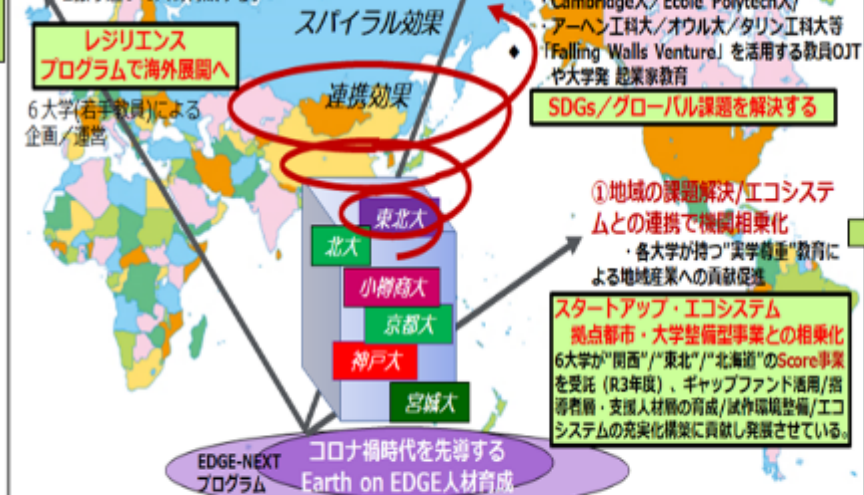 スパイラル効果
レジリエンス
プログラムで海外展開へ
6大学(若手教員)による
企画/運営
連携効果
Cambridge大/Ecole Polytech大/
・アーヘン工科大/オウル大/タリン工科大等
♦ 「Falling Walls Venture」を活用する教員OJT
や大学発 起業家教育
SDGs/グローバル課題を解決する
①地域の課題解決/エコシステ
ムとの連携で機関相乗化
・各大学が持つ"実学尊重"教育に
よる地域産業への貢献促進
スタートアップ・エコシステム
拠点都市・大学整備型事業との相乗化
6大学が"関西"/"東北"/"北海道"のScore事業
を受託(R3年度)、ギャップファンド活用/指
導者層・支援人材層の育成/試作環境整備/エコ
システムの充実化構築に貢献し発展させている。
東北大
北大
小樽商大
京都大
神戸大
宮城大
EDGE-NEXT
プログラム
コロナ禍時代を先導する
Earth on EDGE人材育成